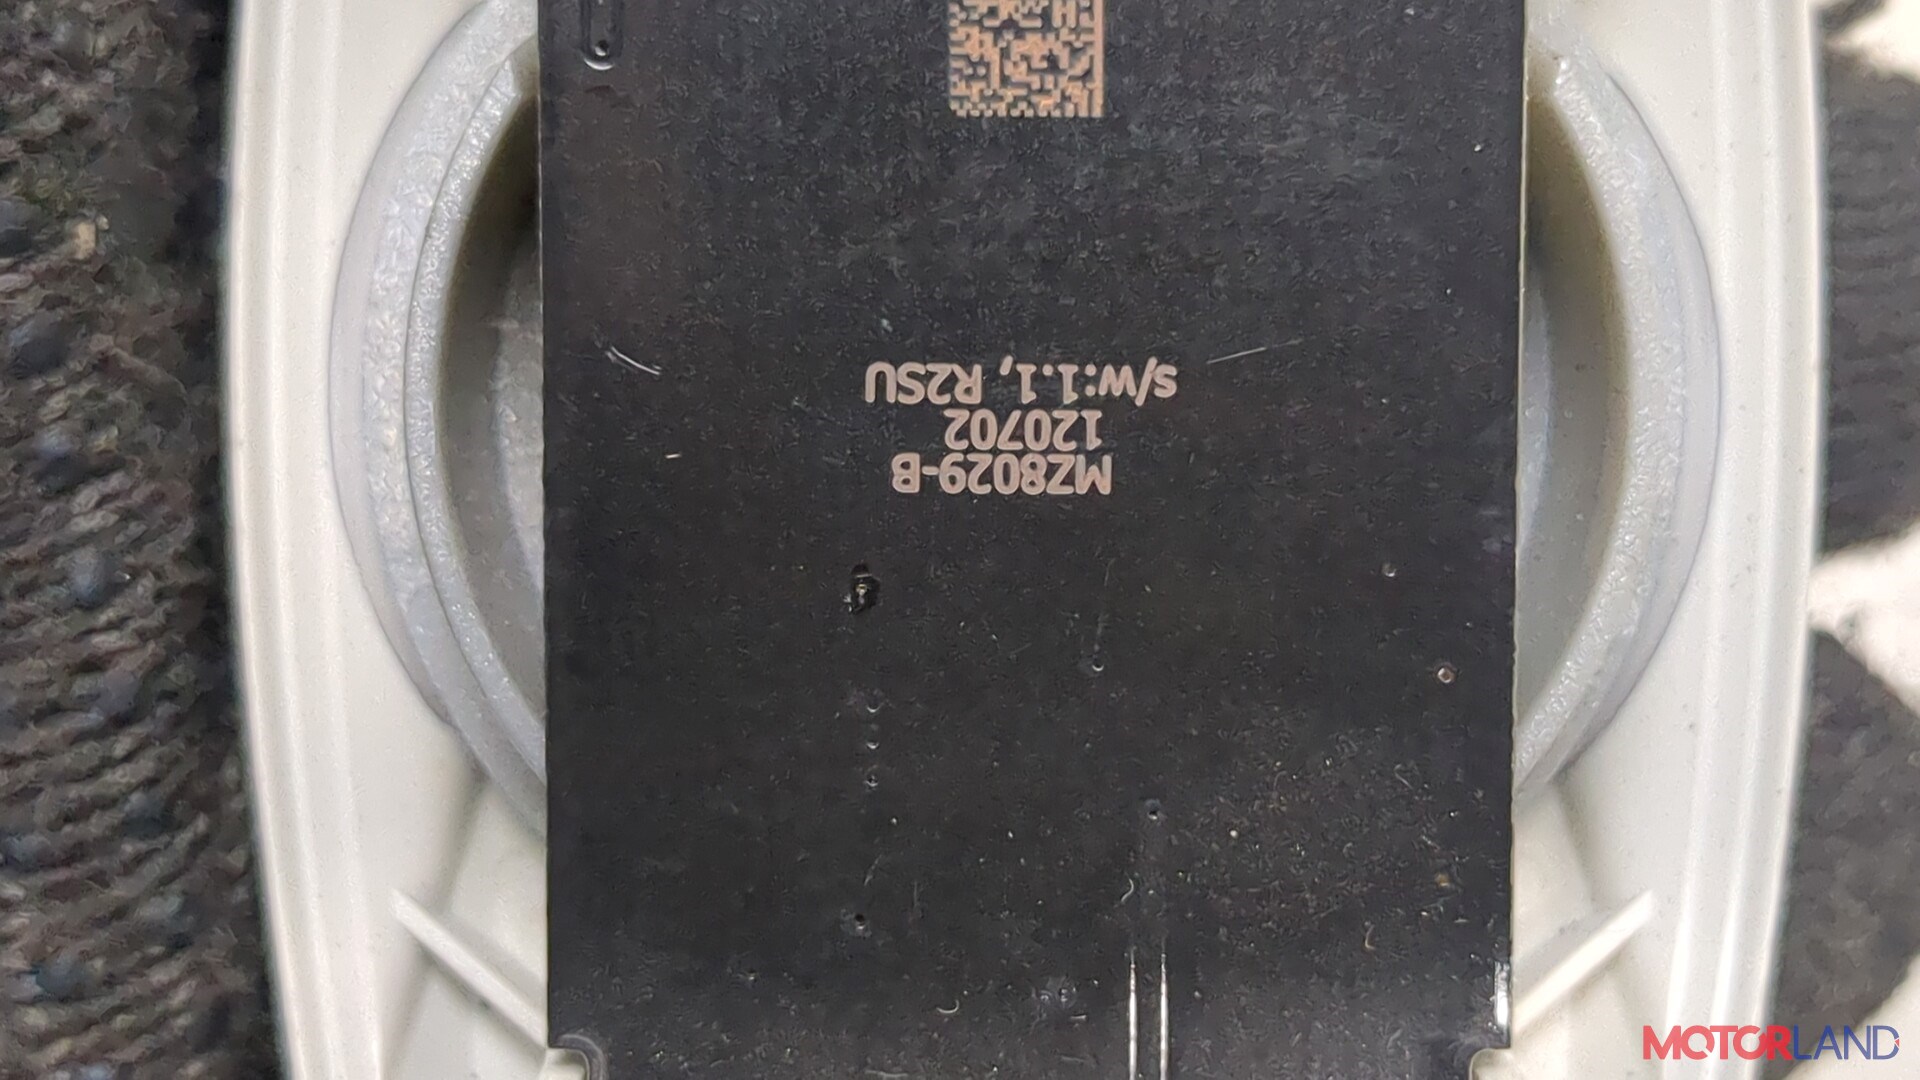 MZ8029-B
120702
s/w:1.1, R2SU
MOTORLAND